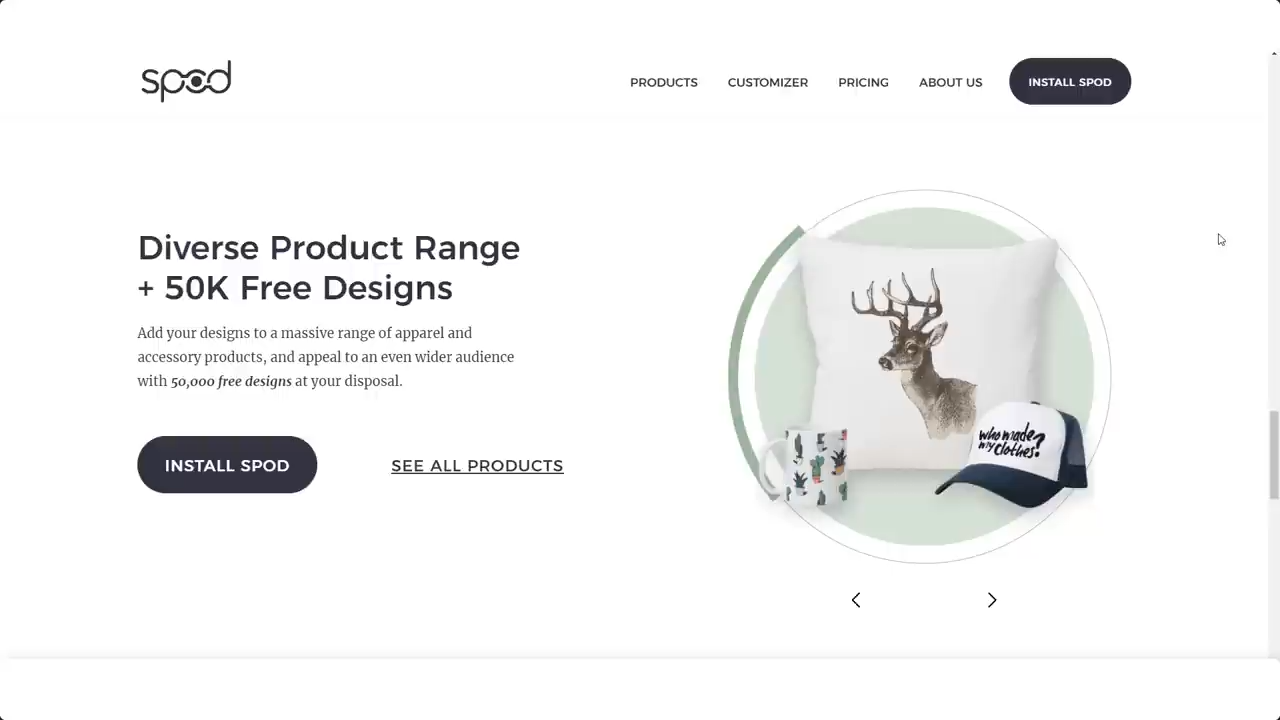 spod
PRODUCTS CUSTOMIZER PRICING ABOUT US INSTALL SPOD
Diverse Product Range
+ 50K Free Designs
Add your designs to a massive range of apparel and
accessory products, and appeal to an even wider audience
with 50,000 free designs at your disposal.
INSTALL SPOD SEE ALL PRODUCTS
who made
my clothes?